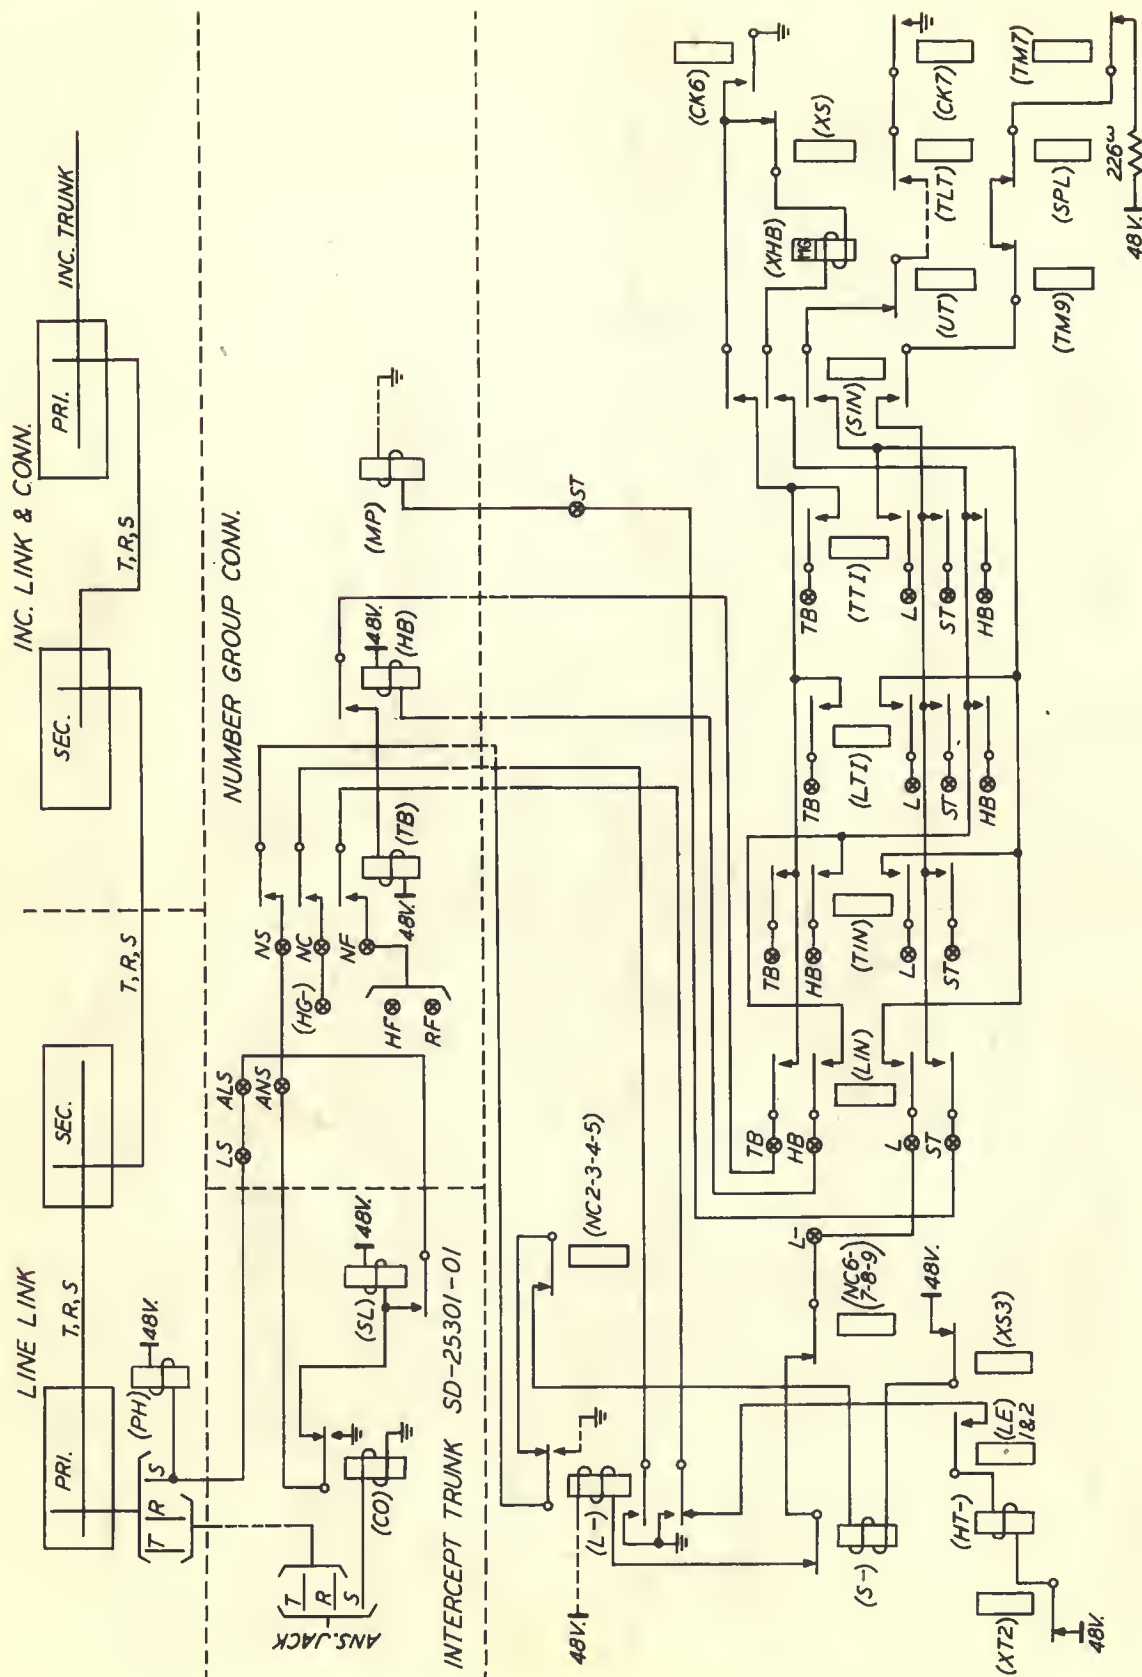 LINE LINK
INC. LINK & CONN.
PRI.
T, R, S
SEC.
T, R, S
SEC.
T, R, S
PRI.
INC. TRUNK
T R S
(PH)
48V.
ANS. JACK
T
R
S
(CO)
(SL)
48V.
LS
ALS
ANS
NUMBER GROUP CONN.
NS
NC
NF
(HG-)
HF
RF
48V.
(TB)
48V.
(HB)
(MP)
INTERCEPT TRUNK SD-25301-01
ST
48V.
(L-)
(NC2-3-4-5)
(S-)
L-
(NC6-
7-8-9)
48V.
(XT2)
48V.
(HT-)
(LE)
1&2
(XS3)
TB
HB
(LIN)
L
ST
TB
HB
(TIN)
L
ST
TB
(LTI)
L
ST
HB
TB
(TTI)
L
ST
HB
(SIN)
(CK6)
(XS)
(XHB)
MG
(UT)
(TLT)
(CK7)
(TM9)
(SPL)
(TM7)
48V.
226ω